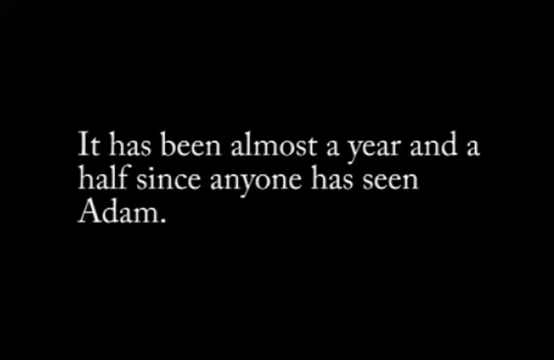 It has been almost a year and a
half since anyone has seen
Adam.